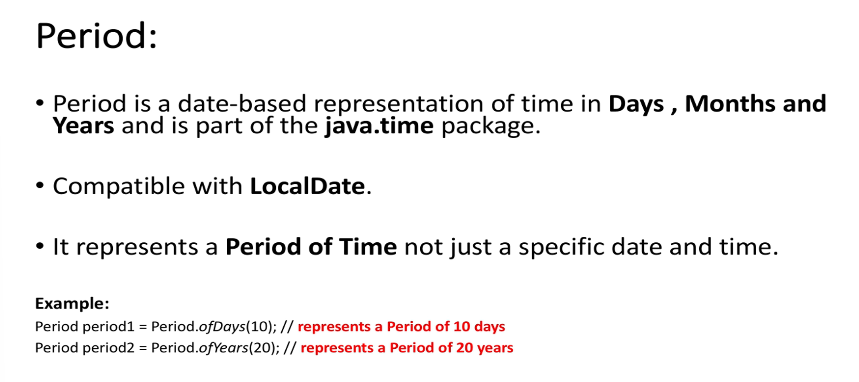 Period:
• Period is a date-based representation of time in Days , Months and
Years and is part of the java.time package.
• Compatible with LocalDate.
• It represents a Period of Time not just a specific date and time.
Example:
Period period1 = Period.ofDays(10); // represents a Period of 10 days
Period period2 = Period.ofYears(20); // represents a Period of 20 years